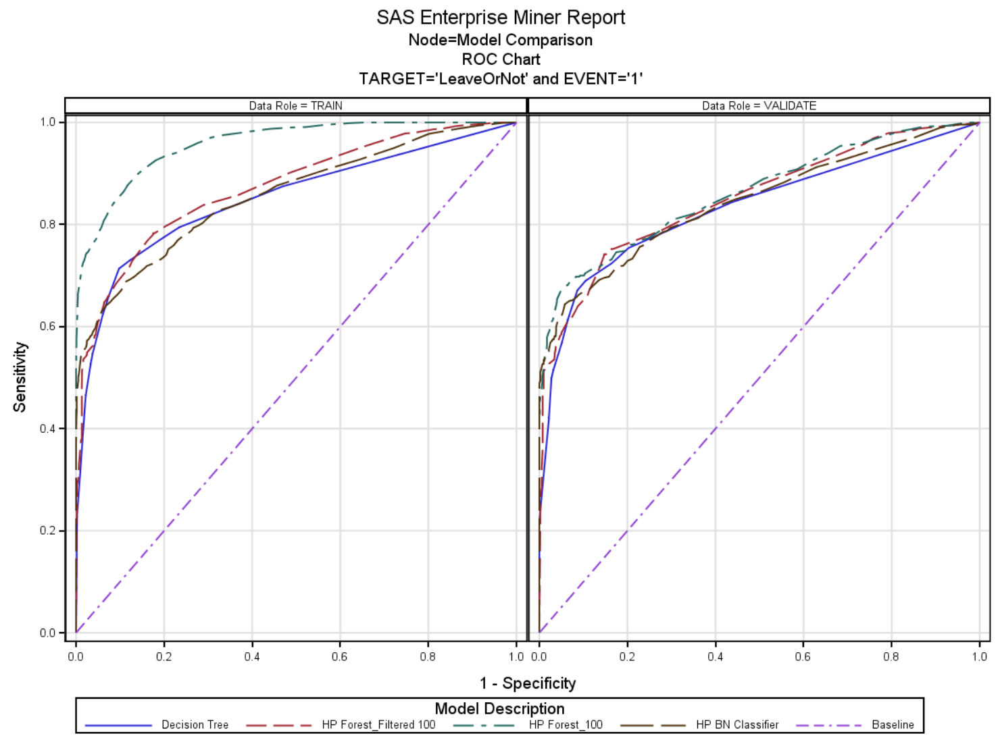 SAS Enterprise Miner Report
Node=Model Comparison
ROC Chart
TARGET='LeaveOrNot' and EVENT='1'
Data Role = TRAIN
Data Role = VALIDATE
Sensitivity
1.0
0.8
0.6
0.4
0.2
0.0
0.0 0.2 0.4 0.6 0.8 1.0
0.0 0.2 0.4 0.6 0.8 1.0
1 - Specificity
Model Description
Decision Tree HP Forest_Filtered 100 HP Forest_100 HP BN Classifier Baseline